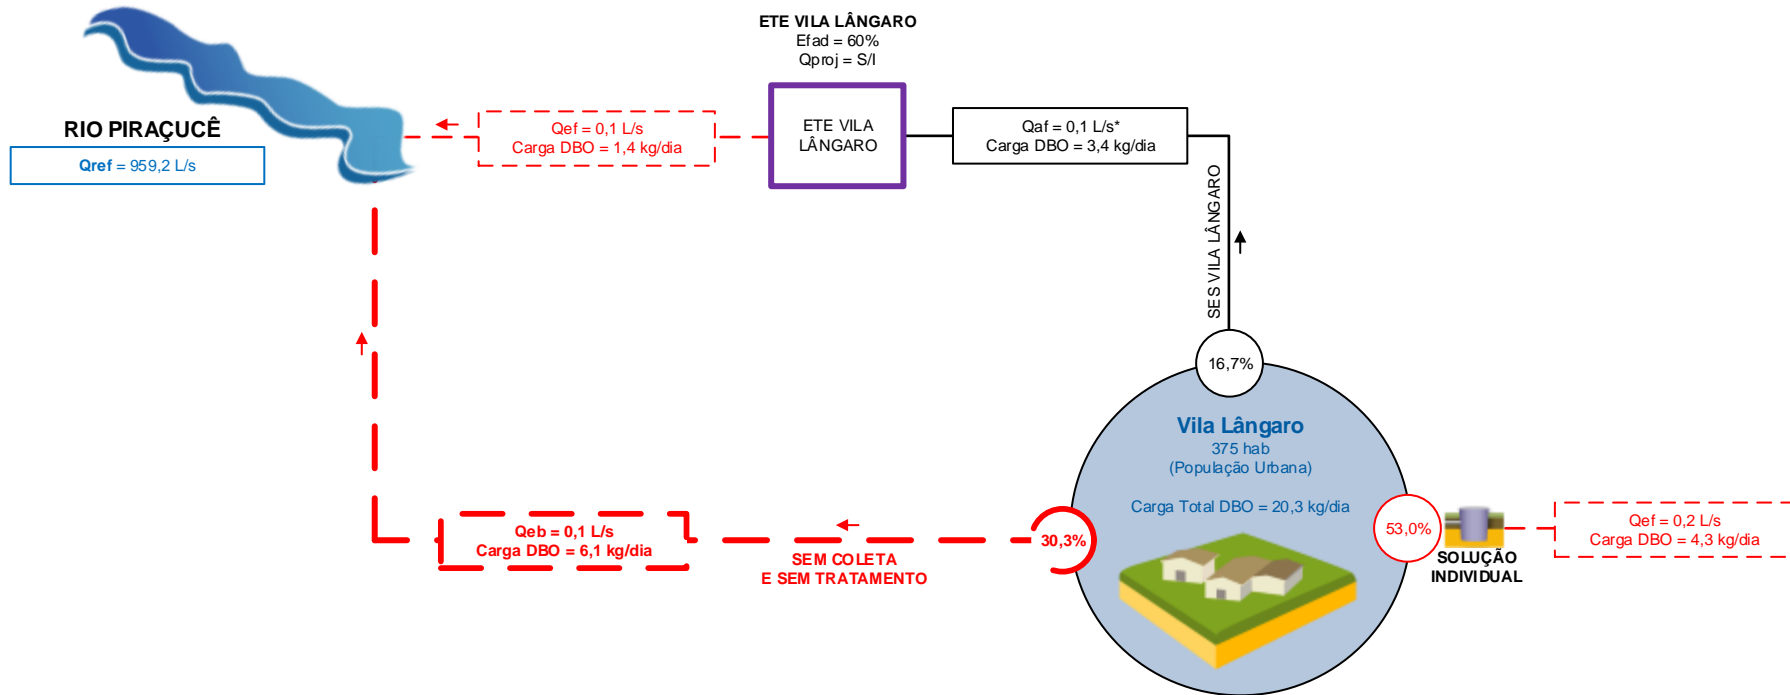 ETE VILA LÂNGARO
Efad = 60%
Qproj = S/I
RIO PIRAÇUCÊ
Qref = 959,2 L/s
Qef = 0,1 L/s
Carga DBO = 1,4 kg/dia
ETE VILA
LÂNGARO
Qaf = 0,1 L/s*
Carga DBO = 3,4 kg/dia
SES VILA LÂNGARO
16,7%
Vila Lângaro
375 hab
(População Urbana)
Carga Total DBO = 20,3 kg/dia
30,3%
53,0%
SOLUÇÃO
INDIVIDUAL
Qef = 0,2 L/s
Carga DBO = 4,3 kg/dia
Qeb = 0,1 L/s
Carga DBO = 6,1 kg/dia
SEM COLETA
E SEM TRATAMENTO